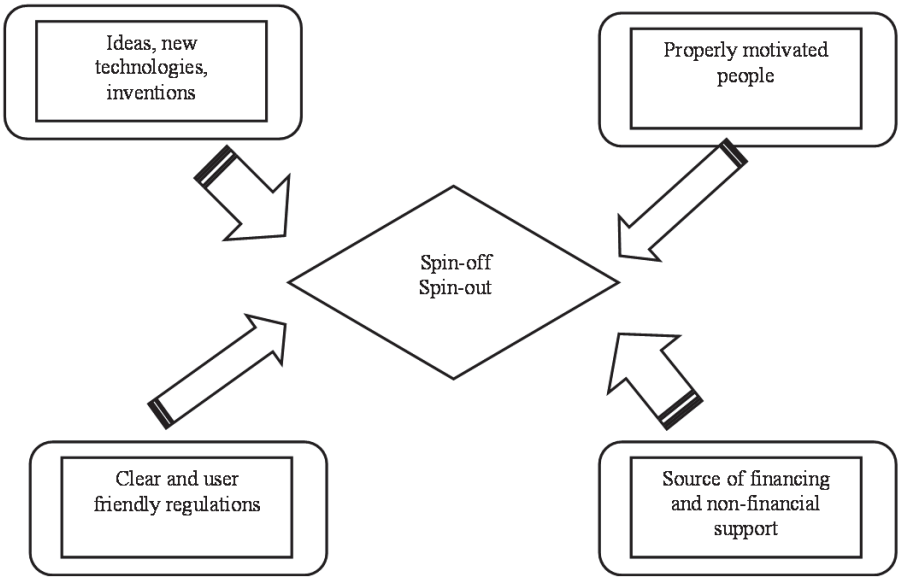 Ideas, new
technologies,
inventions
Properly motivated
people
Spin-off
Spin-out
Clear and user
friendly regulations
Source of financing
and non-financial
support